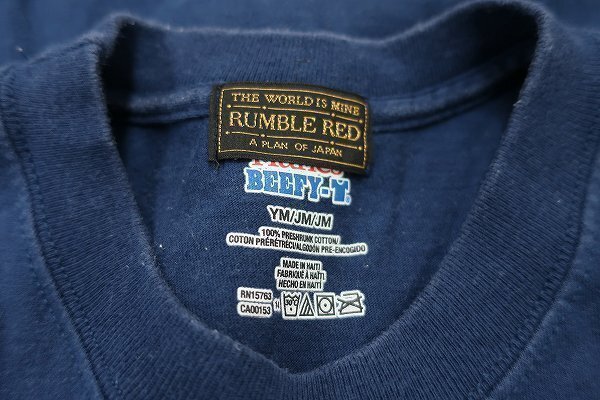 THE WORLD IS MINE
RUMBLE RED
A PLAN OF JAPAN
BEEFY-T®
YM/JM/JM
100% PRESHRUNK COTTON/
COTON PRÉRÉTRÉCI/ALGODÓN PRE-ENCOGIDO
MADE IN HAITI
FABRIQUÉ À HAÏTI
HECHO EN HAITÍ
RN15763
CA00153
30°C